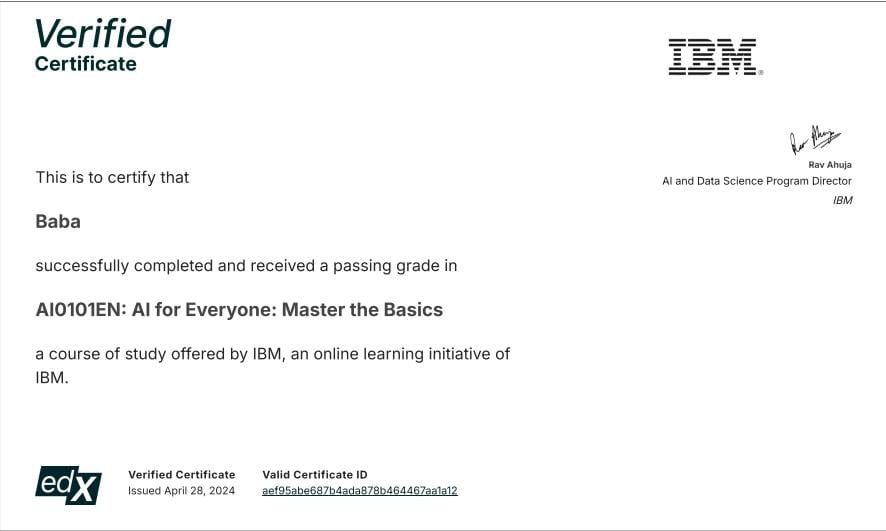 Verified
Certificate
IBM®
Rav Ahuja
AI and Data Science Program Director
IBM
This is to certify that
Baba
successfully completed and received a passing grade in
AI0101EN: AI for Everyone: Master the Basics
a course of study offered by IBM, an online learning initiative of
IBM.
edX
Verified Certificate
Issued April 28, 2024
Valid Certificate ID
aef95abe687b4ada878b464467aa1a12